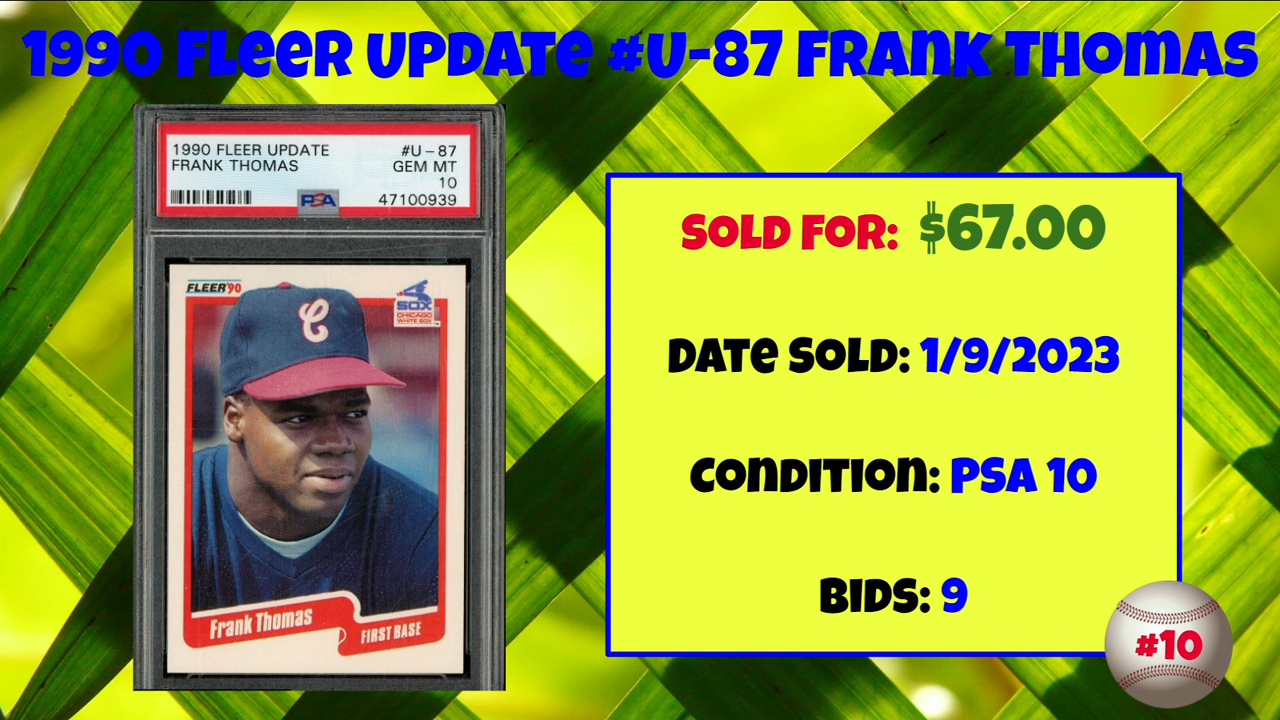 1990 Fleer Update #U-87 Frank Thomas
1990 FLEER UPDATE #U-87
FRANK THOMAS GEM MT
10
PSA 47100939
FLEER'90
SOX
CHICAGO
WHITE SOX
C
Frank Thomas
FIRST BASE
SOLD FOR: $67.00
DATE SOLD: 1/9/2023
CONDITION: PSA 10
BIDS: 9
#10